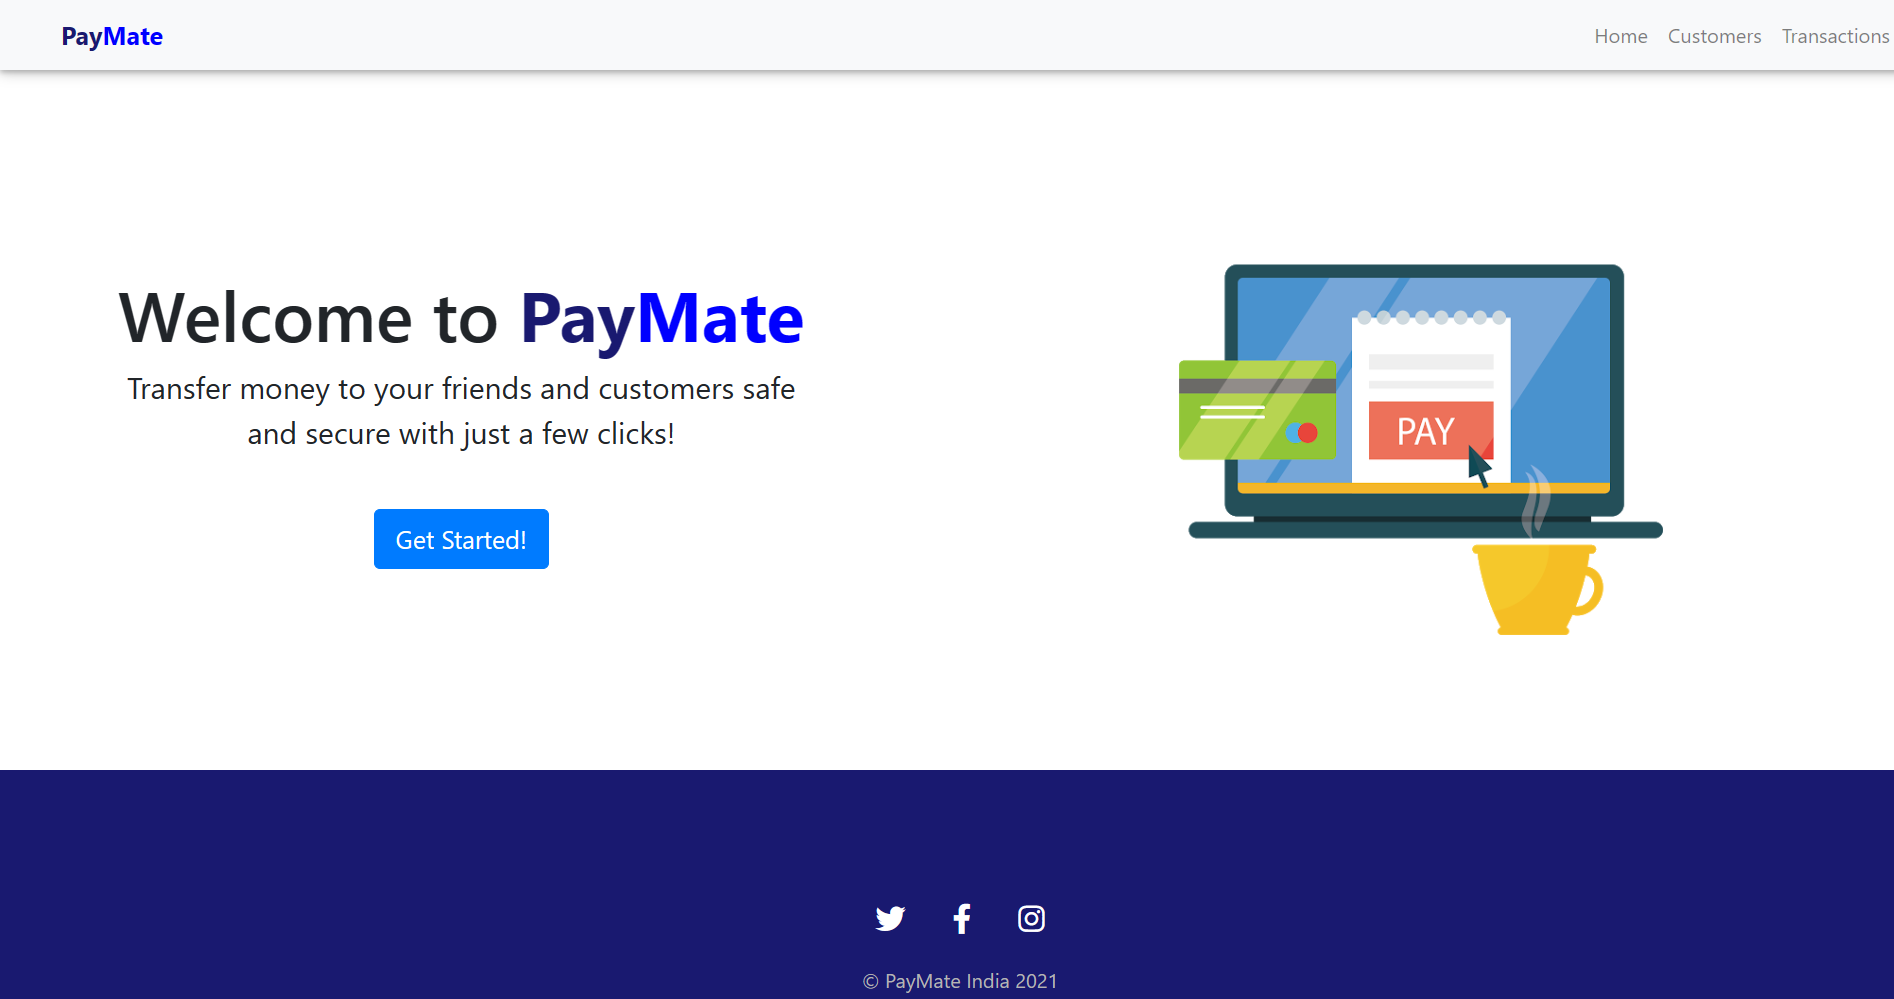 PayMate
Home Customers Transactions
Welcome to PayMate
Transfer money to your friends and customers safe
and secure with just a few clicks!
Get Started!
PAY
© PayMate India 2021